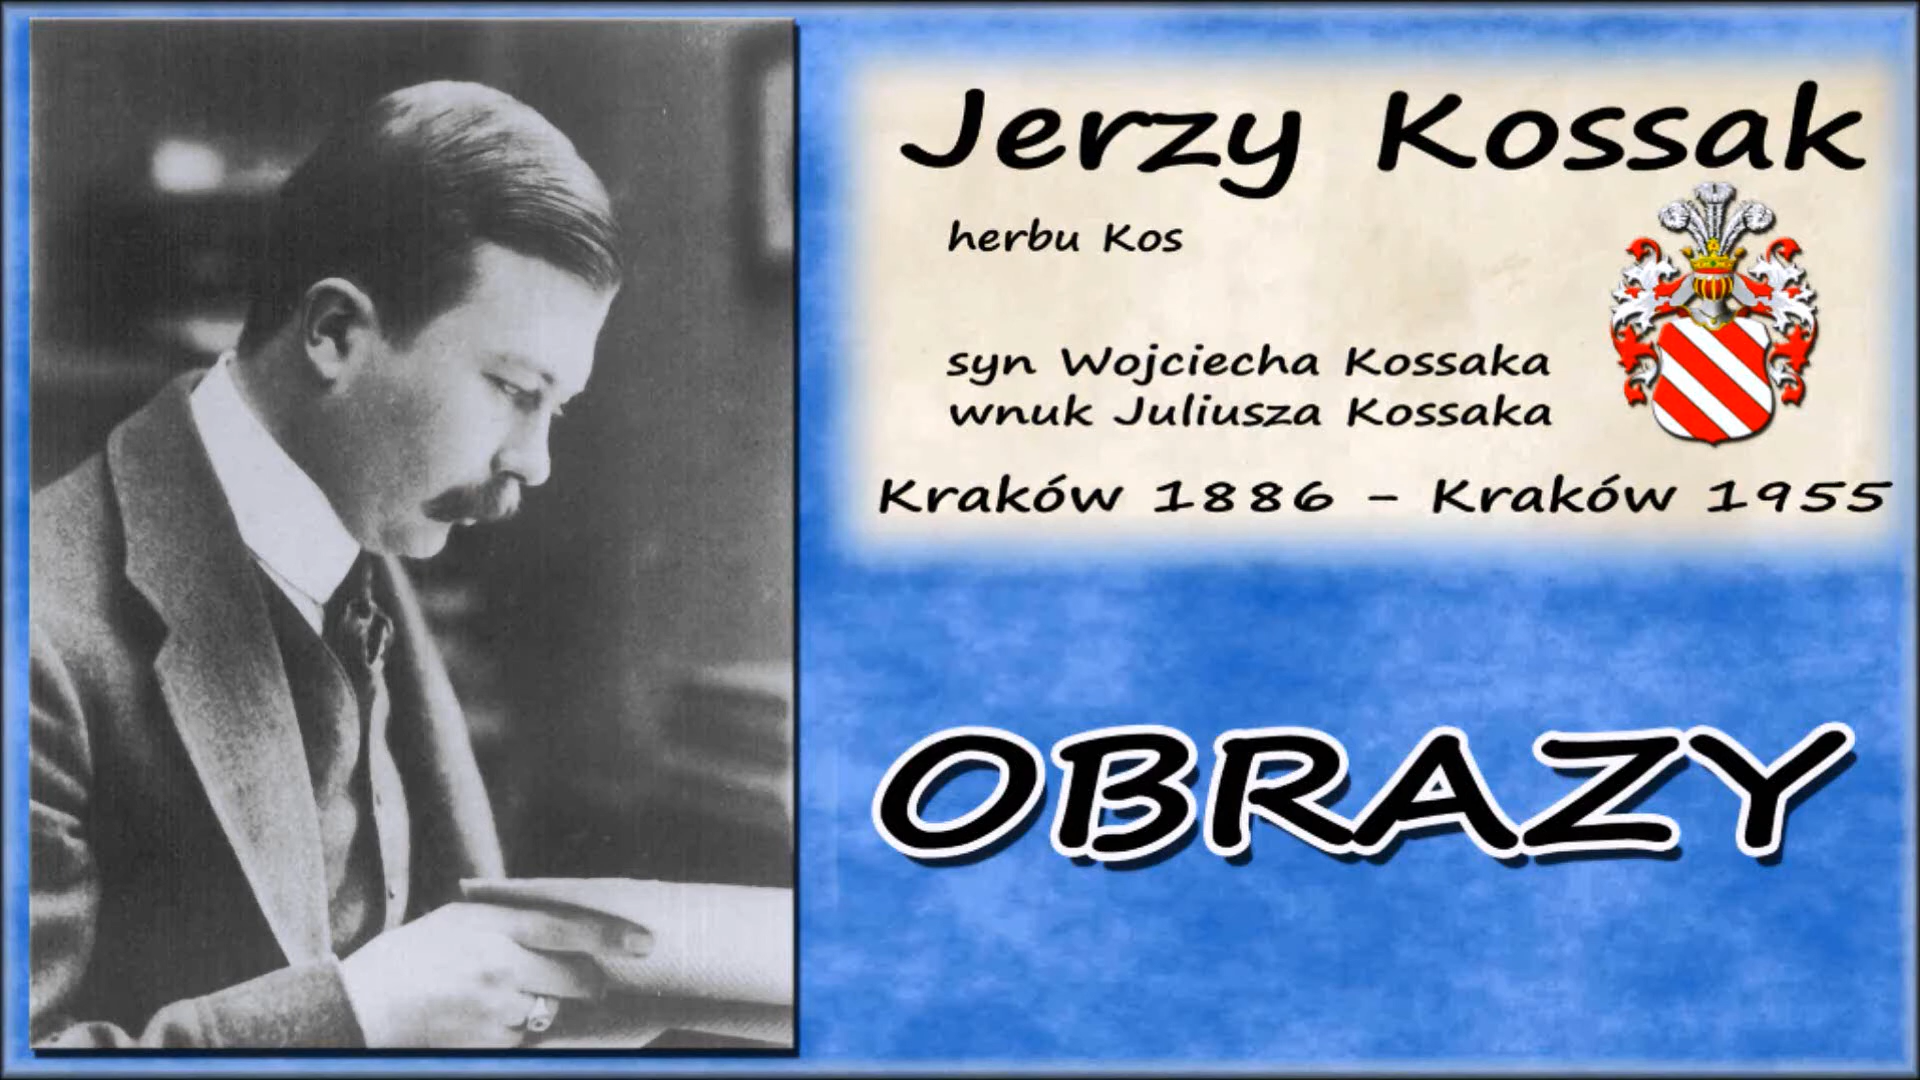 Jerzy Kossak
herbu Kos
syn Wojciecha Kossaka
wnuk Juliusza Kossaka
Kraków 1886 - Kraków 1955
OBRAZY